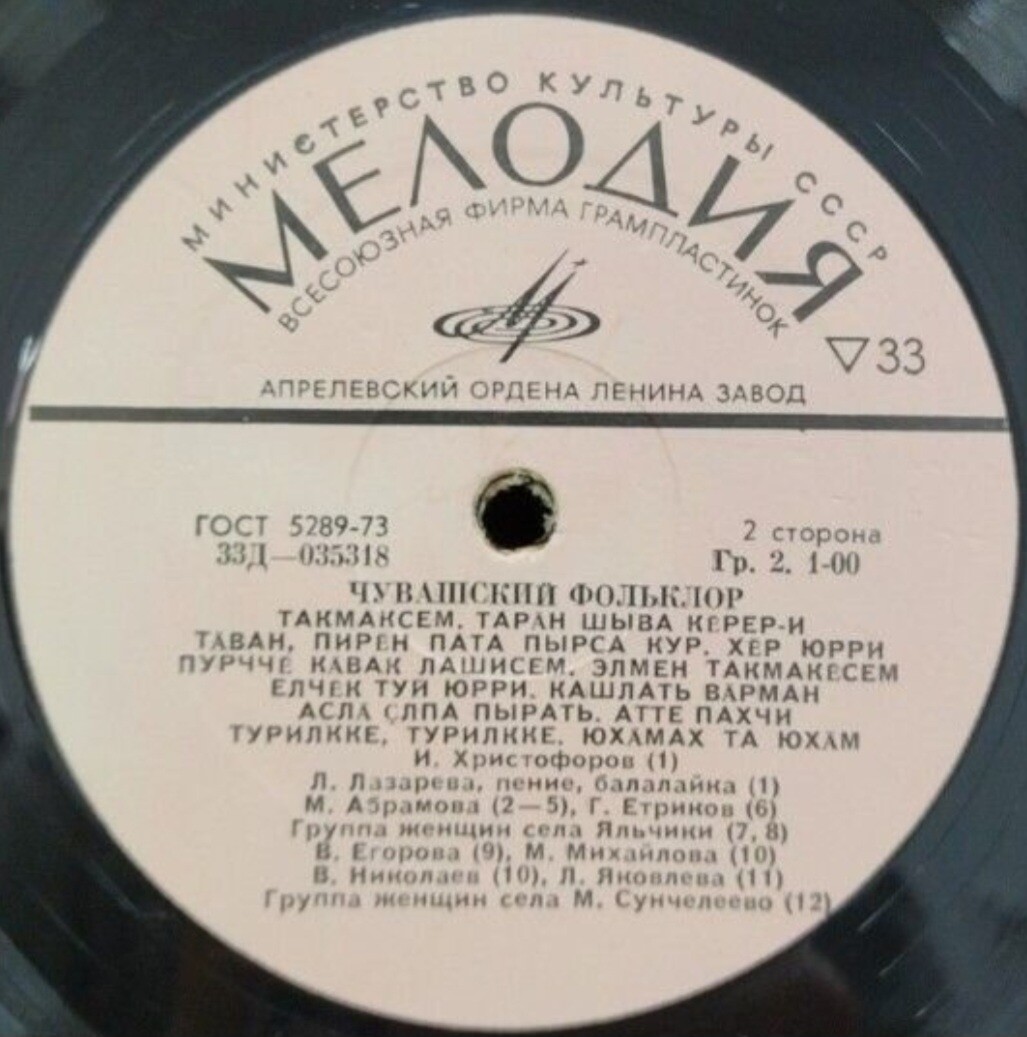 МИНИСТЕРСТВО КУЛЬТУРЫ СССР
МЕЛОДИЯ
ВСЕСОЮЗНАЯ ФИРМА ГРАМПЛАСТИНОК
▽33
АПРЕЛЕВСКИЙ ОРДЕНА ЛЕНИНА ЗАВОД
ГОСТ 5289-73
2 сторона
33Д—035318
Гр. 2. 1-00
ЧУВАШСКИЙ ФОЛЬКЛОР
ТАКМАКСЕМ. ТАРАН ШЫВА КЕРЕР-И
ТАВАН, ПИРЕН ПАТА ПЫРСА КУР. ХЕР ЮРРИ
ПУРЧЧЕ КАВАК ЛАШИСЕМ. ЭЛМЕН ТАКМАКЕСЕМ
ЕЛЧЕК ТУЙ ЮРРИ. КАШЛАТЬ ВАРМАН
АСЛА ÇЛПА ПЫРАТЬ. АТТЕ ПАХЧИ
ТУРИЛККЕ, ТУРИЛККЕ. ЮХАМАХ ТА ЮХАМ
И. Христофоров (1)
Л. Лазарева, пение, балалайка (1)
М. Абрамова (2—5), Г. Етриков (6)
Группа женщин села Яльчики (7, 8)
В. Егорова (9), М. Михайлова (10)
В. Николаев (10), Л. Яковлева (11)
Группа женщин села М. Сунчелеево (12)